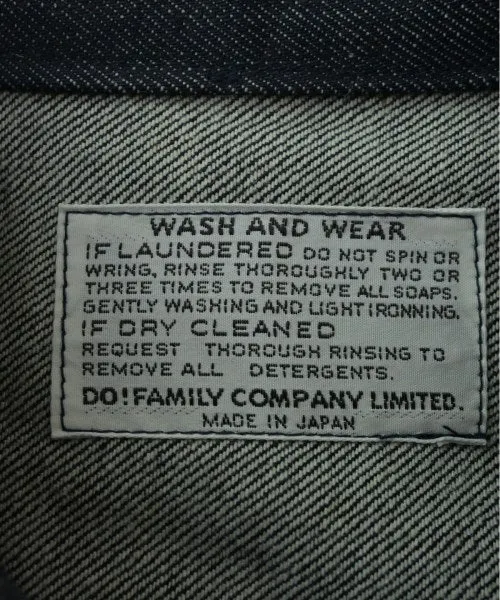 WASH AND WEAR
IF LAUNDERED DO NOT SPIN OR
WRING, RINSE THOROUGHLY TWO OR
THREE TIMES TO REMOVE ALL SOAPS.
GENTLY WASHING AND LIGHT IRONNING.
IF DRY CLEANED
REQUEST THOROUGH RINSING TO
REMOVE ALL DETERGENTS.
DO!FAMILY COMPANY LIMITED.
MADE IN JAPAN